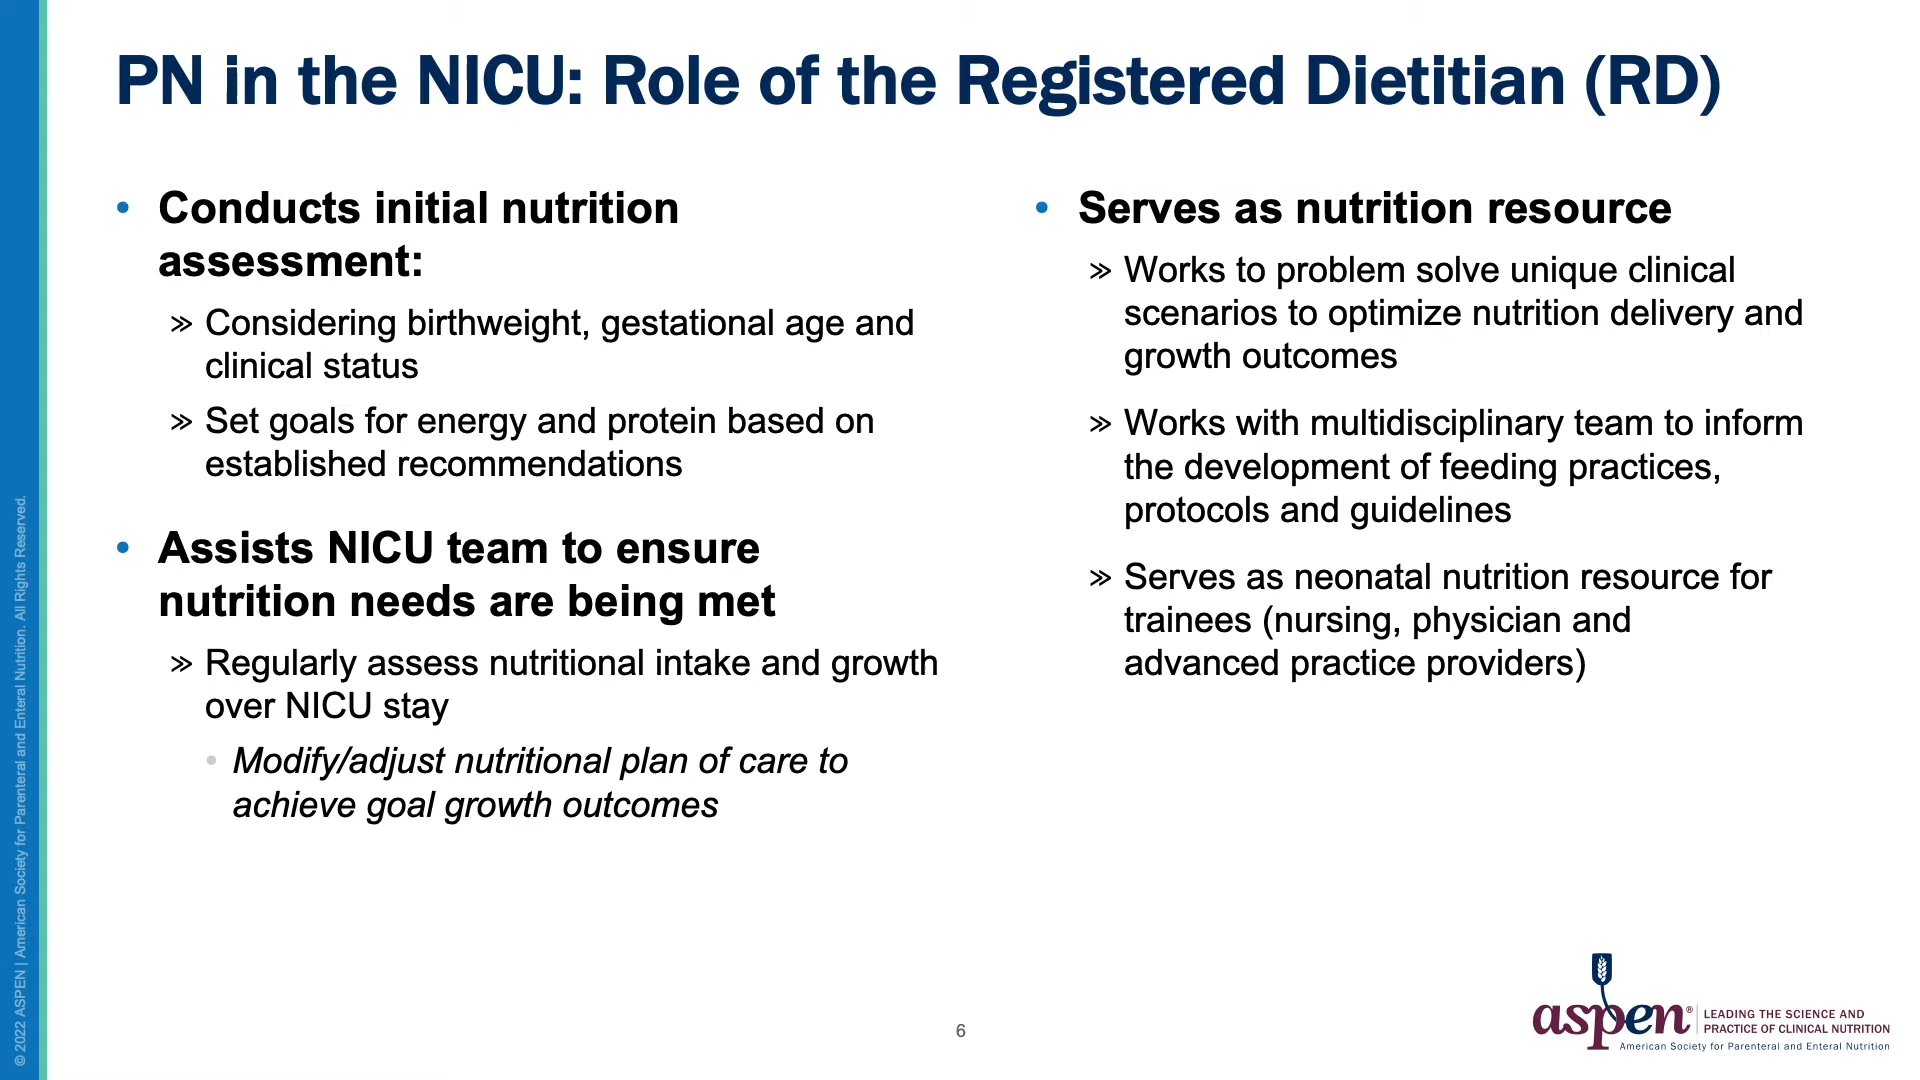 PN in the NICU: Role of the Registered Dietitian (RD)
• Conducts initial nutrition
assessment:
» Considering birthweight, gestational age and
clinical status
» Set goals for energy and protein based on
established recommendations
• Assists NICU team to ensure
nutrition needs are being met
» Regularly assess nutritional intake and growth
over NICU stay
• Modify/adjust nutritional plan of care to
achieve goal growth outcomes
• Serves as nutrition resource
» Works to problem solve unique clinical
scenarios to optimize nutrition delivery and
growth outcomes
» Works with multidisciplinary team to inform
the development of feeding practices,
protocols and guidelines
» Serves as neonatal nutrition resource for
trainees (nursing, physician and
advanced practice providers)
© 2022 ASPEN | American Society for Parenteral and Enteral Nutrition. All Rights Reserved.
6
aspen®
LEADING THE SCIENCE AND
PRACTICE OF CLINICAL NUTRITION
American Society for Parenteral and Enteral Nutrition